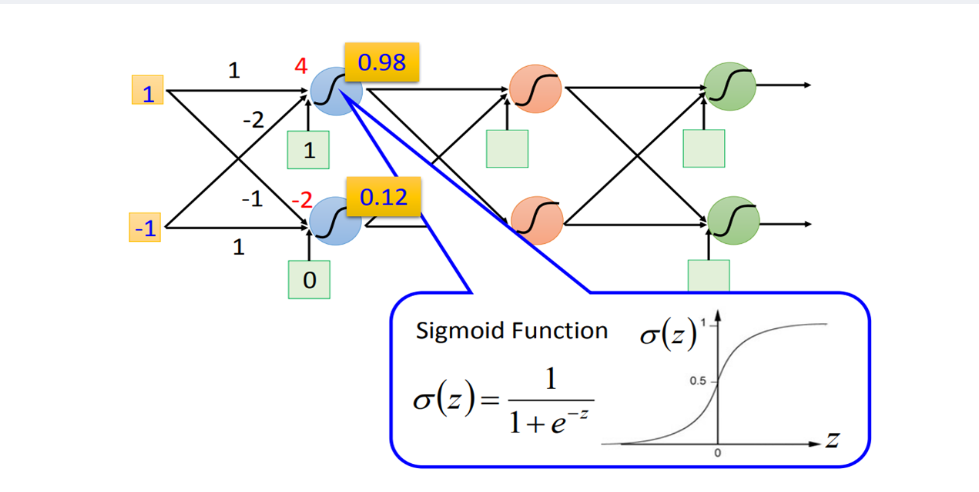 1 4 0.98
1
-2
1
-1 -2 0.12
-1
1
0
Sigmoid Function σ(z) 1
0.5
σ(z)= 1 / 1+e^{-z}
z
0